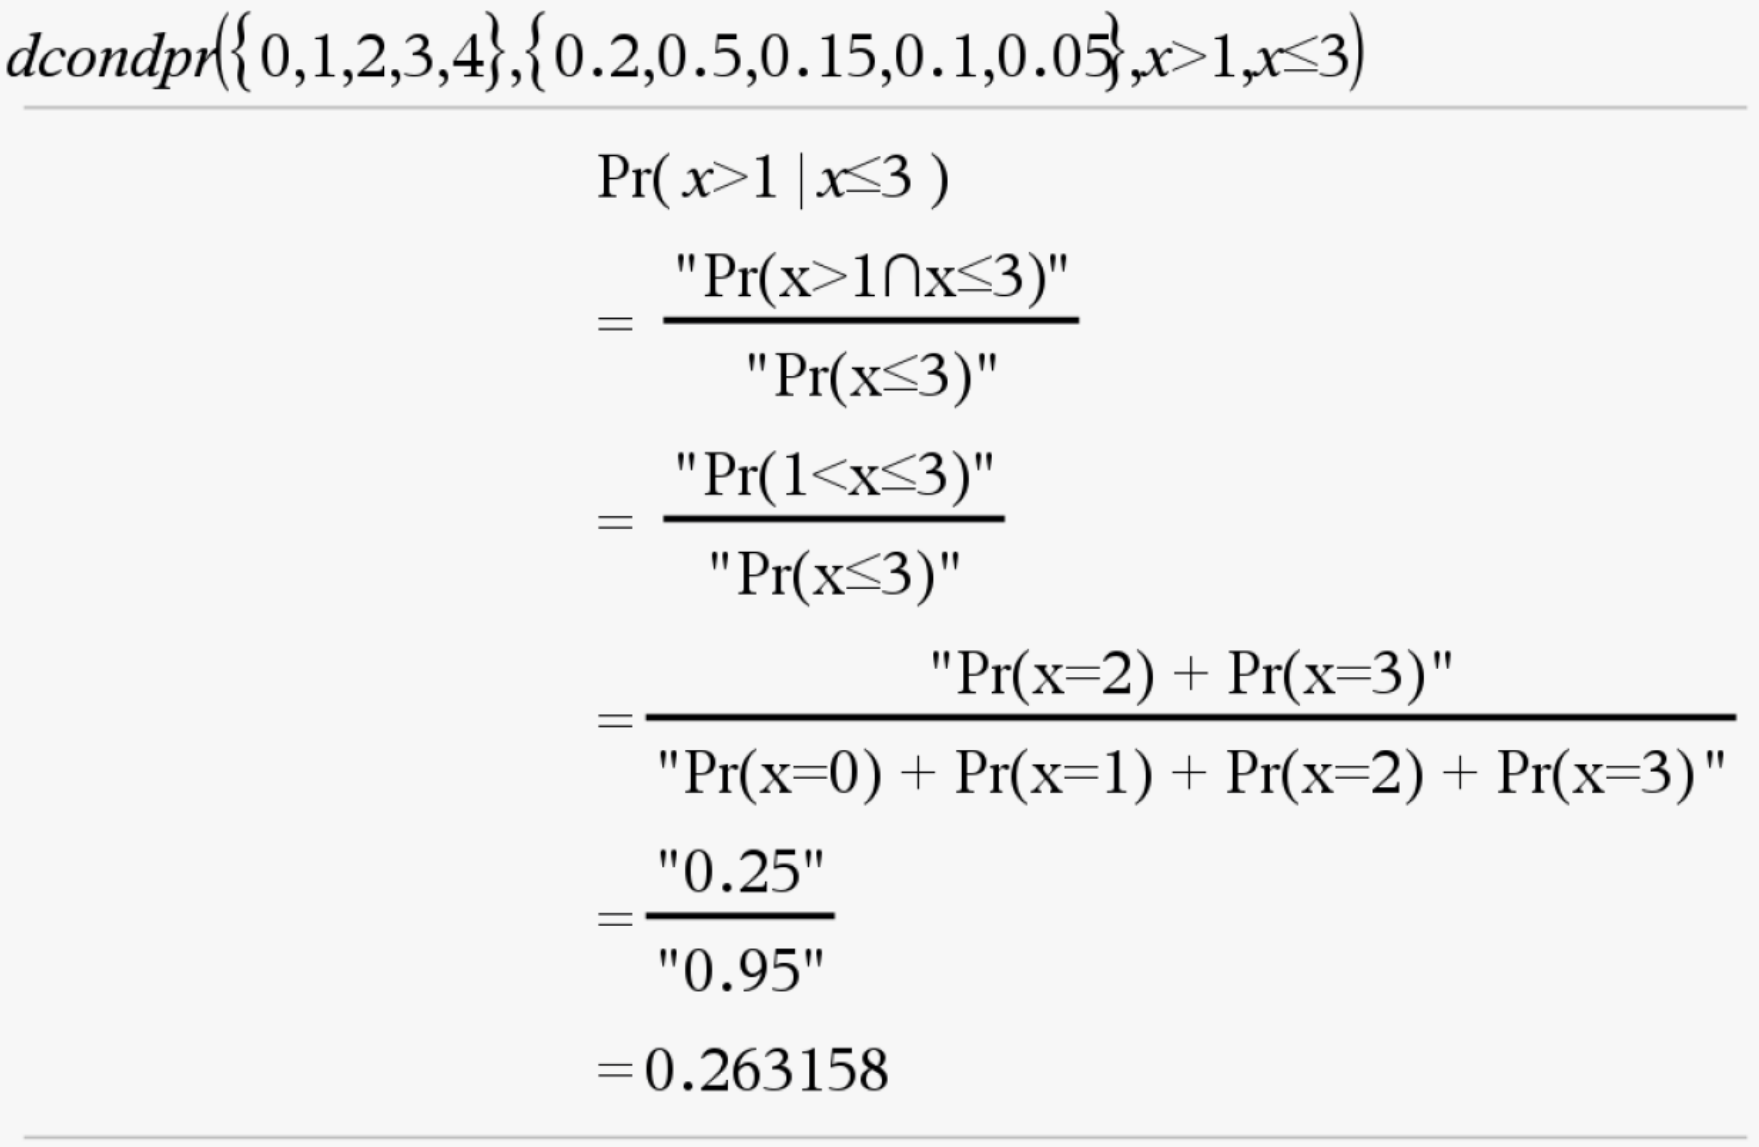 dcondpr({0,1,2,3,4},{0.2,0.5,0.15,0.1,0.05},x>1,x≤3)
Pr( x>1 | x≤3 )
"Pr(x>1∩x≤3)"
=
"Pr(x≤3)"
"Pr(1<x≤3)"
=
"Pr(x≤3)"
"Pr(x=2) + Pr(x=3)"
=
"Pr(x=0) + Pr(x=1) + Pr(x=2) + Pr(x=3)"
"0.25"
=
"0.95"
=0.263158